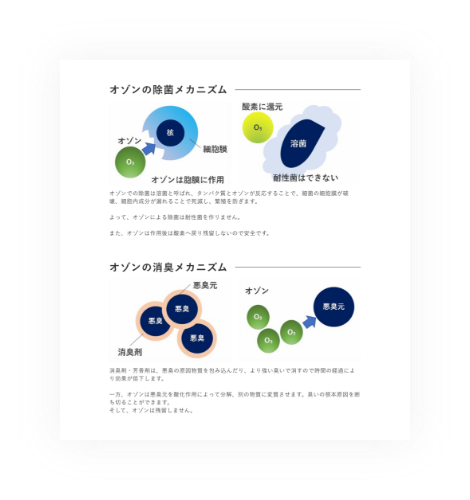 オゾンの除菌メカニズム
酸素に還元
核
O₃
オゾン
O₃
溶菌
細胞膜
オゾンは胞膜に作用
耐性菌はできない
オゾンでの除菌は溶菌と呼ばれ、タンパク質とオゾンが反応することで、細菌の細胞膜が破
壊、細胞内成分が漏れることで死滅し、繁殖を防ぎます。
よって、オゾンによる除菌は耐性菌を作りません。
また、オゾンは作用後は酸素へ戻り残留しないので安全です。
オゾンの消臭メカニズム
悪臭元
オゾン
悪臭
悪臭
悪臭
消臭剤
悪臭元
O₃
O₃
O₃
消臭剤・芳香剤は、悪臭の原因物質を包み込んだり、より強い臭いで消すので時間の経過によ
り効果が低下します。
一方、オゾンは悪臭元を酸化作用によって分解、別の物質に変質させます。臭いの根本原因を断
ち切ることができます。
そして、オゾンは残留しません。